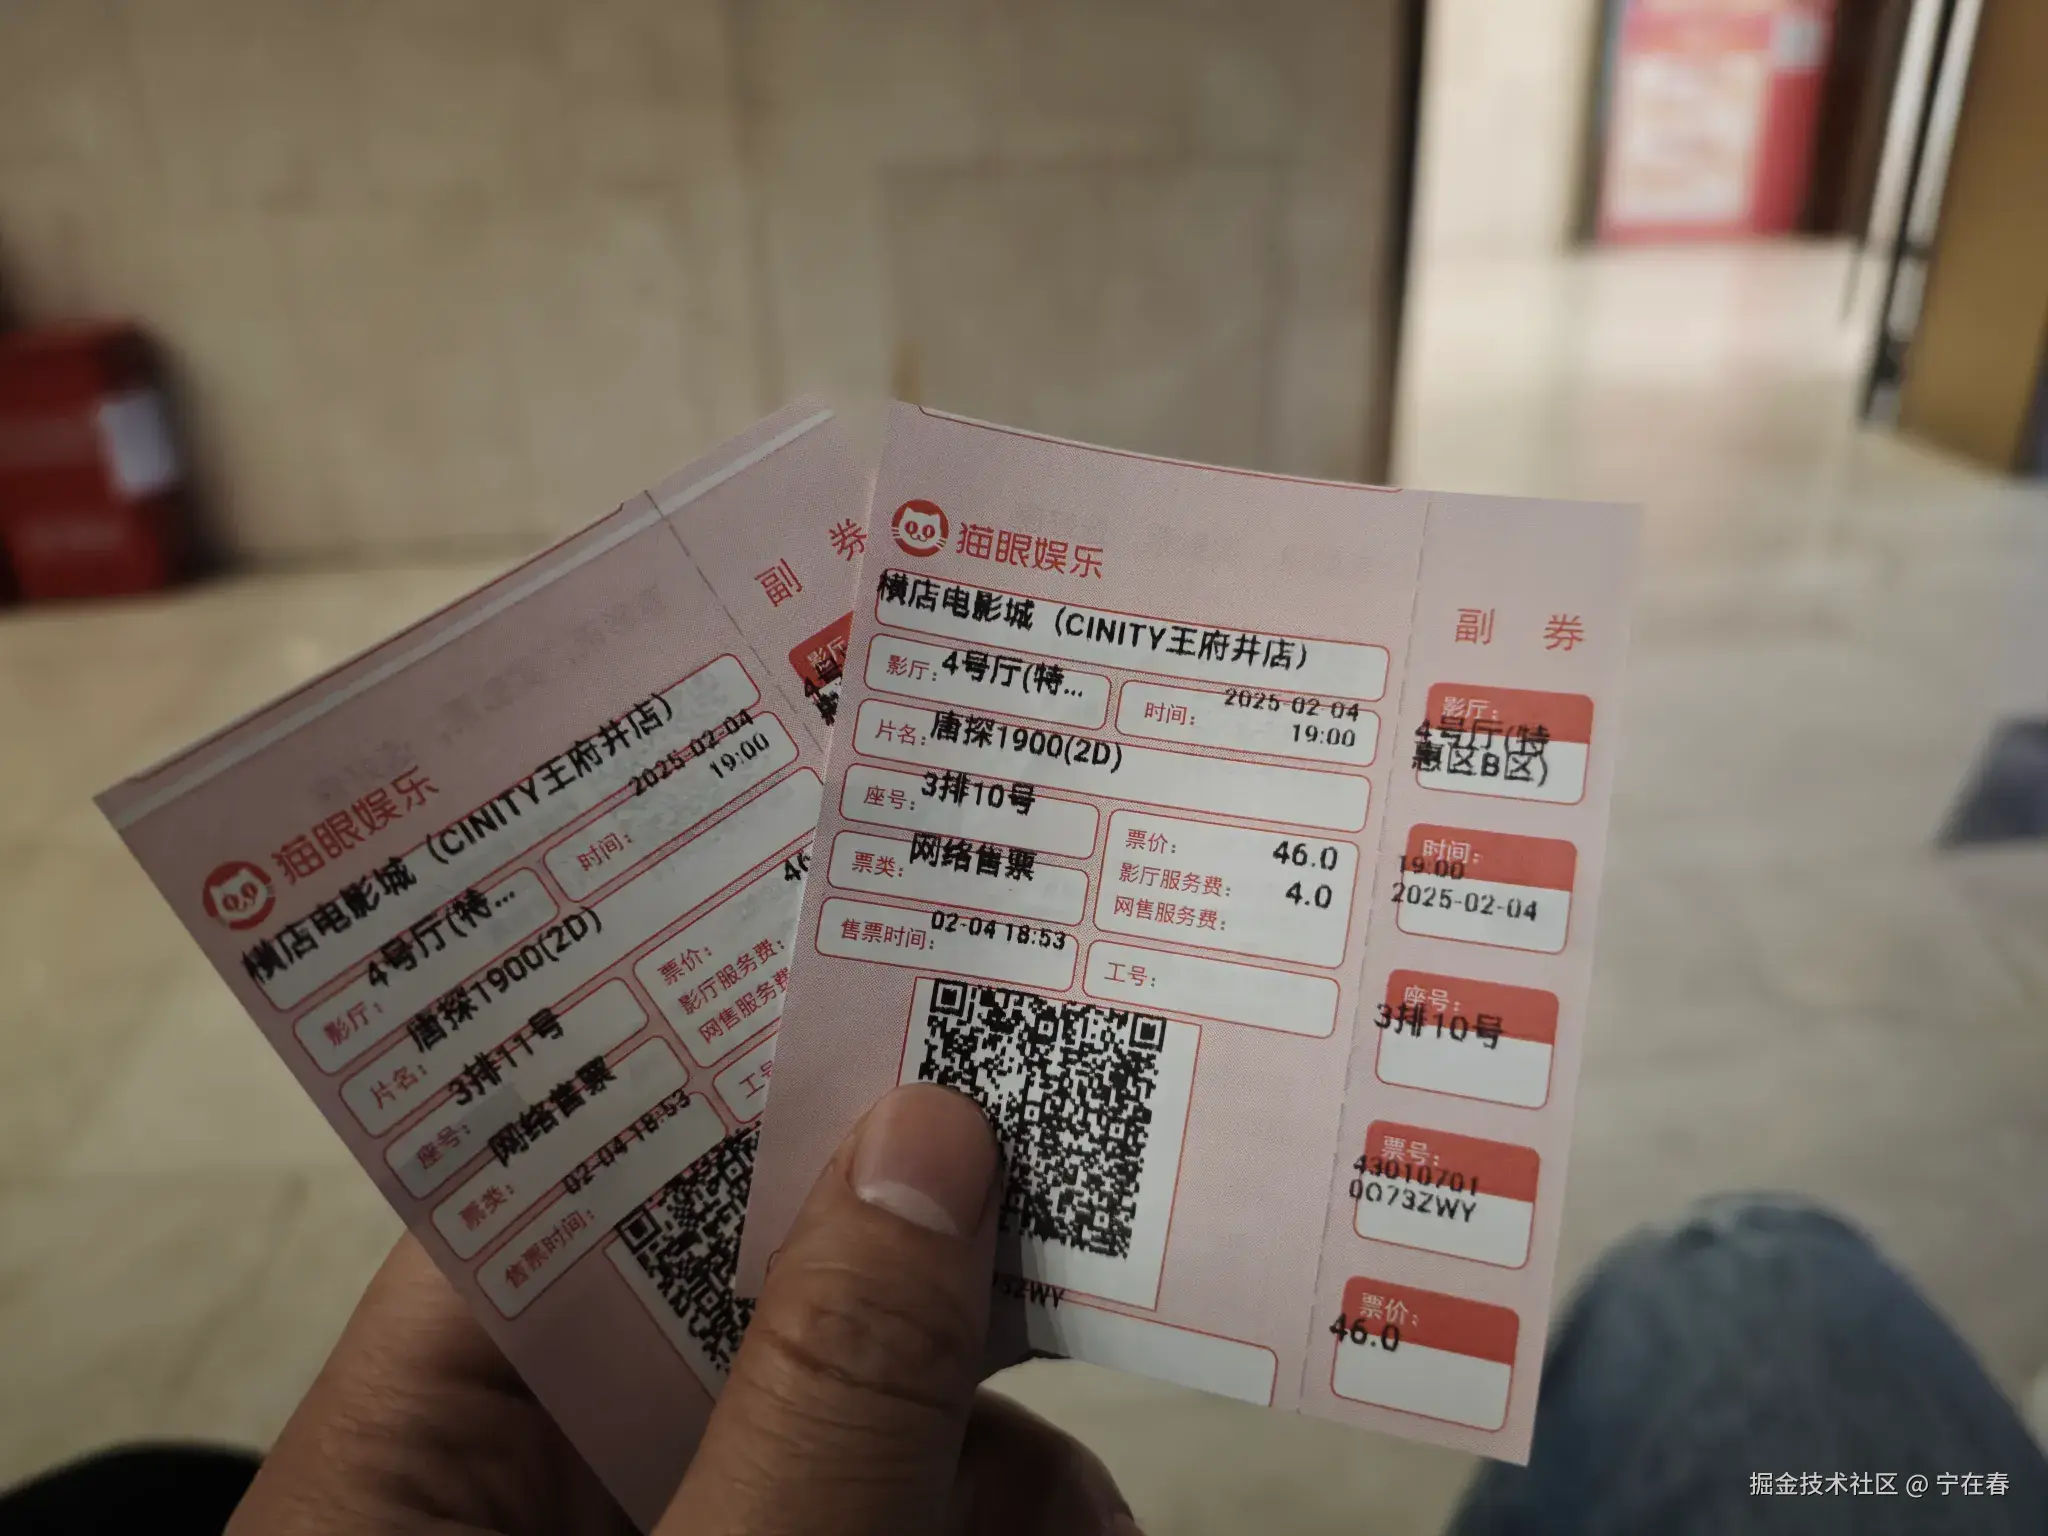 猫眼娱乐
横店电影城（CINITY王府井店）
影厅：4号厅(特...
时间：2025-02-04
19:00
片名：唐探1900(2D)
座号：3排11号
46
票类：网络售票
票价：
影厅服务费：
网售服务费
售票时间：02-04 18:53
工号
副 券
影厅
猫眼娱乐
横店电影城（CINITY王府井店）
影厅：4号厅(特...
时间：2025-02-04
19:00
片名：唐探1900(2D)
座号：3排10号
票价：46.0
影厅服务费：4.0
网售服务费：
票类：网络售票
售票时间：02-04 18:53
工号：
3ZWY
副 券
影厅：
4号厅(特
惠区B区)
时间：
19:00
2025-02-04
座号：
3排10号
票号：
43010701
0Q73ZWY
票价：
46.0
掘金技术社区 @ 宁在春